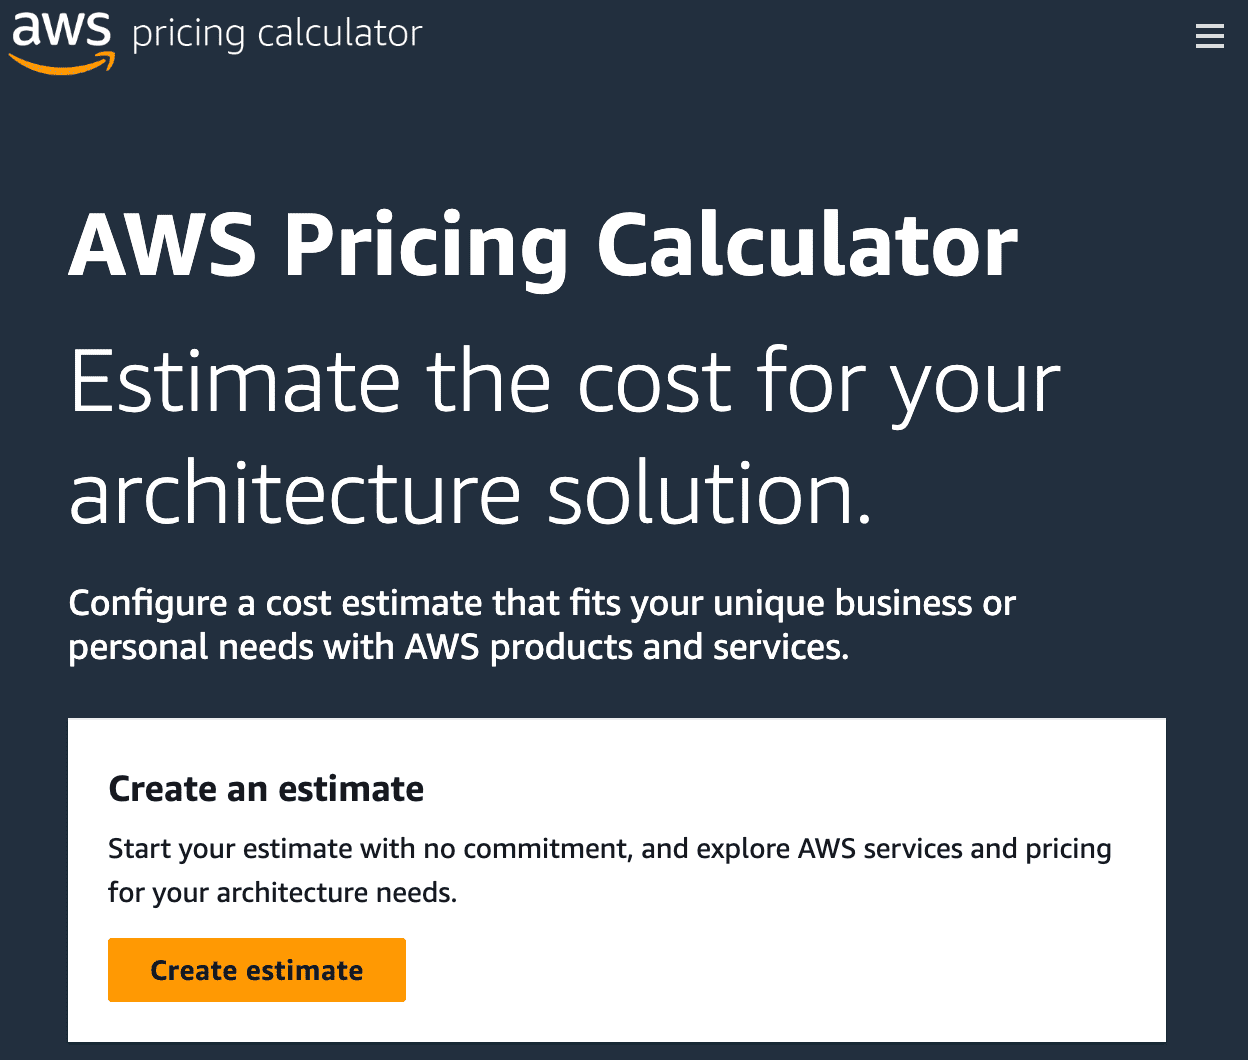 aws pricing calculator
AWS Pricing Calculator
Estimate the cost for your
architecture solution.
Configure a cost estimate that fits your unique business or
personal needs with AWS products and services.
Create an estimate
Start your estimate with no commitment, and explore AWS services and pricing
for your architecture needs.
Create estimate